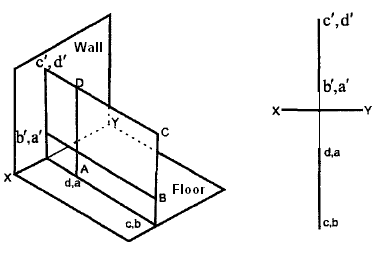 Wall
c′, d′
D
b′,a′
Y
C
X
A
d,a
Floor
B
c,b
c′, d′
b′,a′
X Y
d,a
c,b